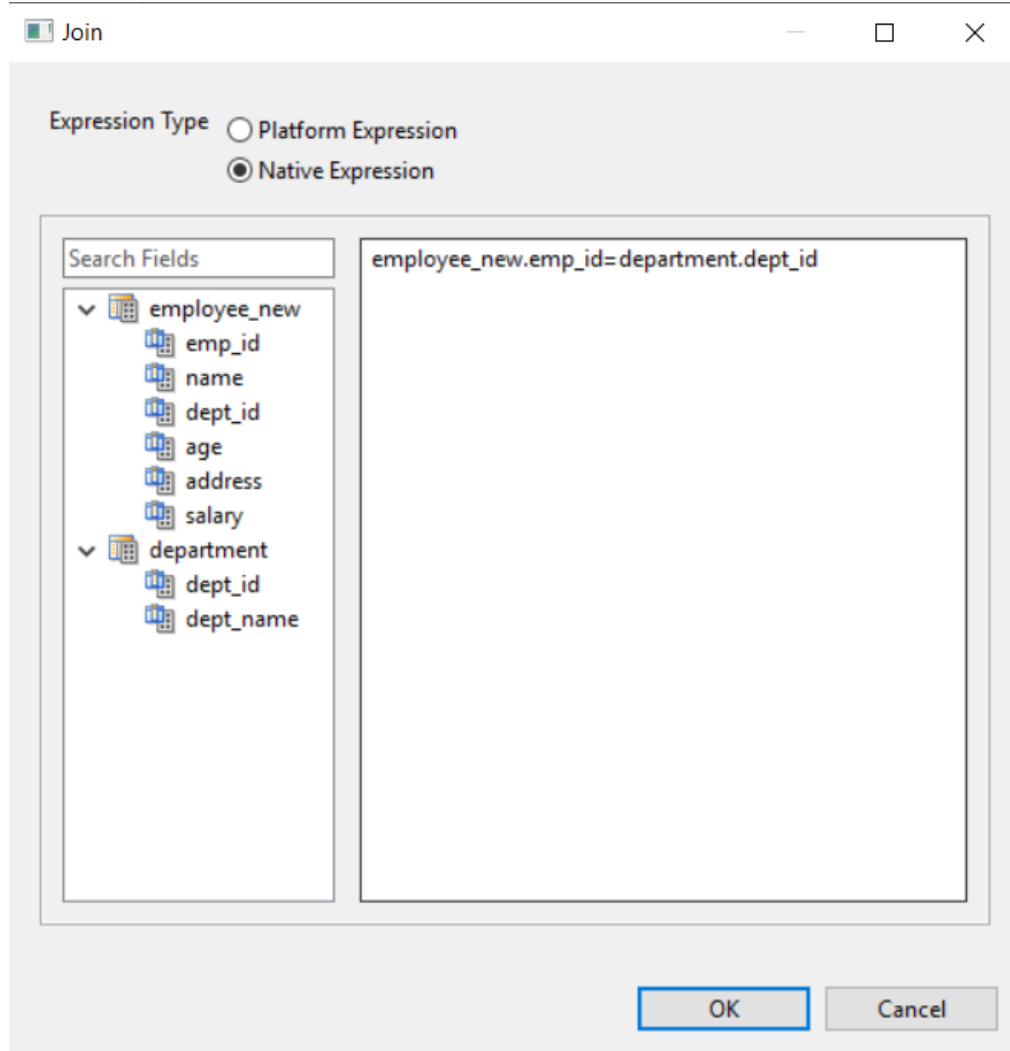 Join
Expression Type
Platform Expression
Native Expression
Search Fields
employee_new
emp_id
name
dept_id
age
address
salary
department
dept_id
dept_name
employee_new.emp_id=department.dept_id
OK
Cancel